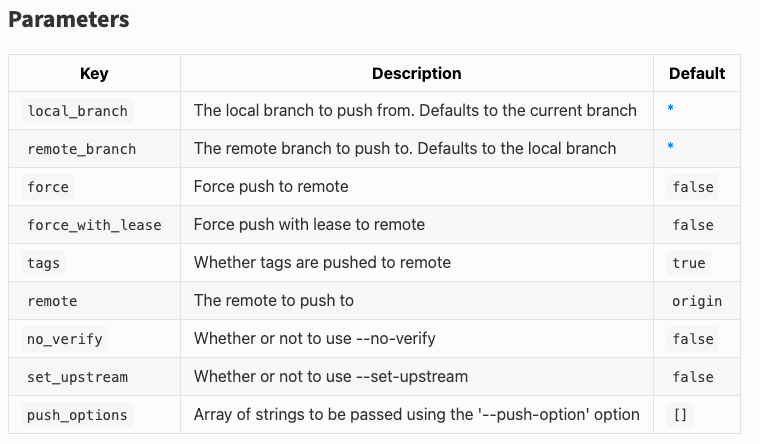 Parameters
Key Description Default
local_branch The local branch to push from. Defaults to the current branch *
remote_branch The remote branch to push to. Defaults to the local branch *
force Force push to remote false
force_with_lease Force push with lease to remote false
tags Whether tags are pushed to remote true
remote The remote to push to origin
no_verify Whether or not to use --no-verify false
set_upstream Whether or not to use --set-upstream false
push_options Array of strings to be passed using the '--push-option' option []